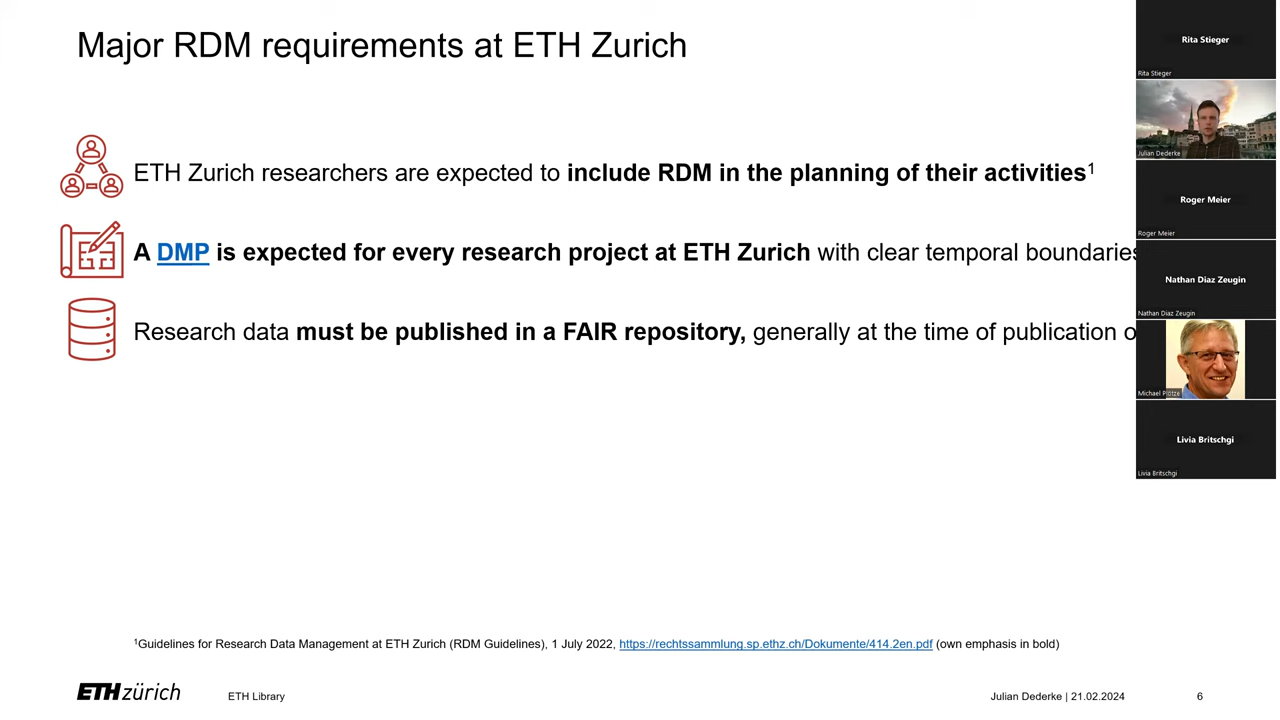 Major RDM requirements at ETH Zurich
ETH Zurich researchers are expected to include RDM in the planning of their activities¹
A DMP is expected for every research project at ETH Zurich with clear temporal boundaries
Research data must be published in a FAIR repository, generally at the time of publication o
¹Guidelines for Research Data Management at ETH Zurich (RDM Guidelines), 1 July 2022, https://rechtssammlung.sp.ethz.ch/Dokumente/414.2en.pdf (own emphasis in bold)
ETH zürich
ETH Library
Julian Dederke | 21.02.2024
6
Rita Stieger
Rita Stieger
Julian Dederke
Roger Meier
Roger Meier
Nathan Diaz Zeugin
Nathan Diaz Zeugin
Michael Plötze
Livia Britschgi
Livia Britschgi